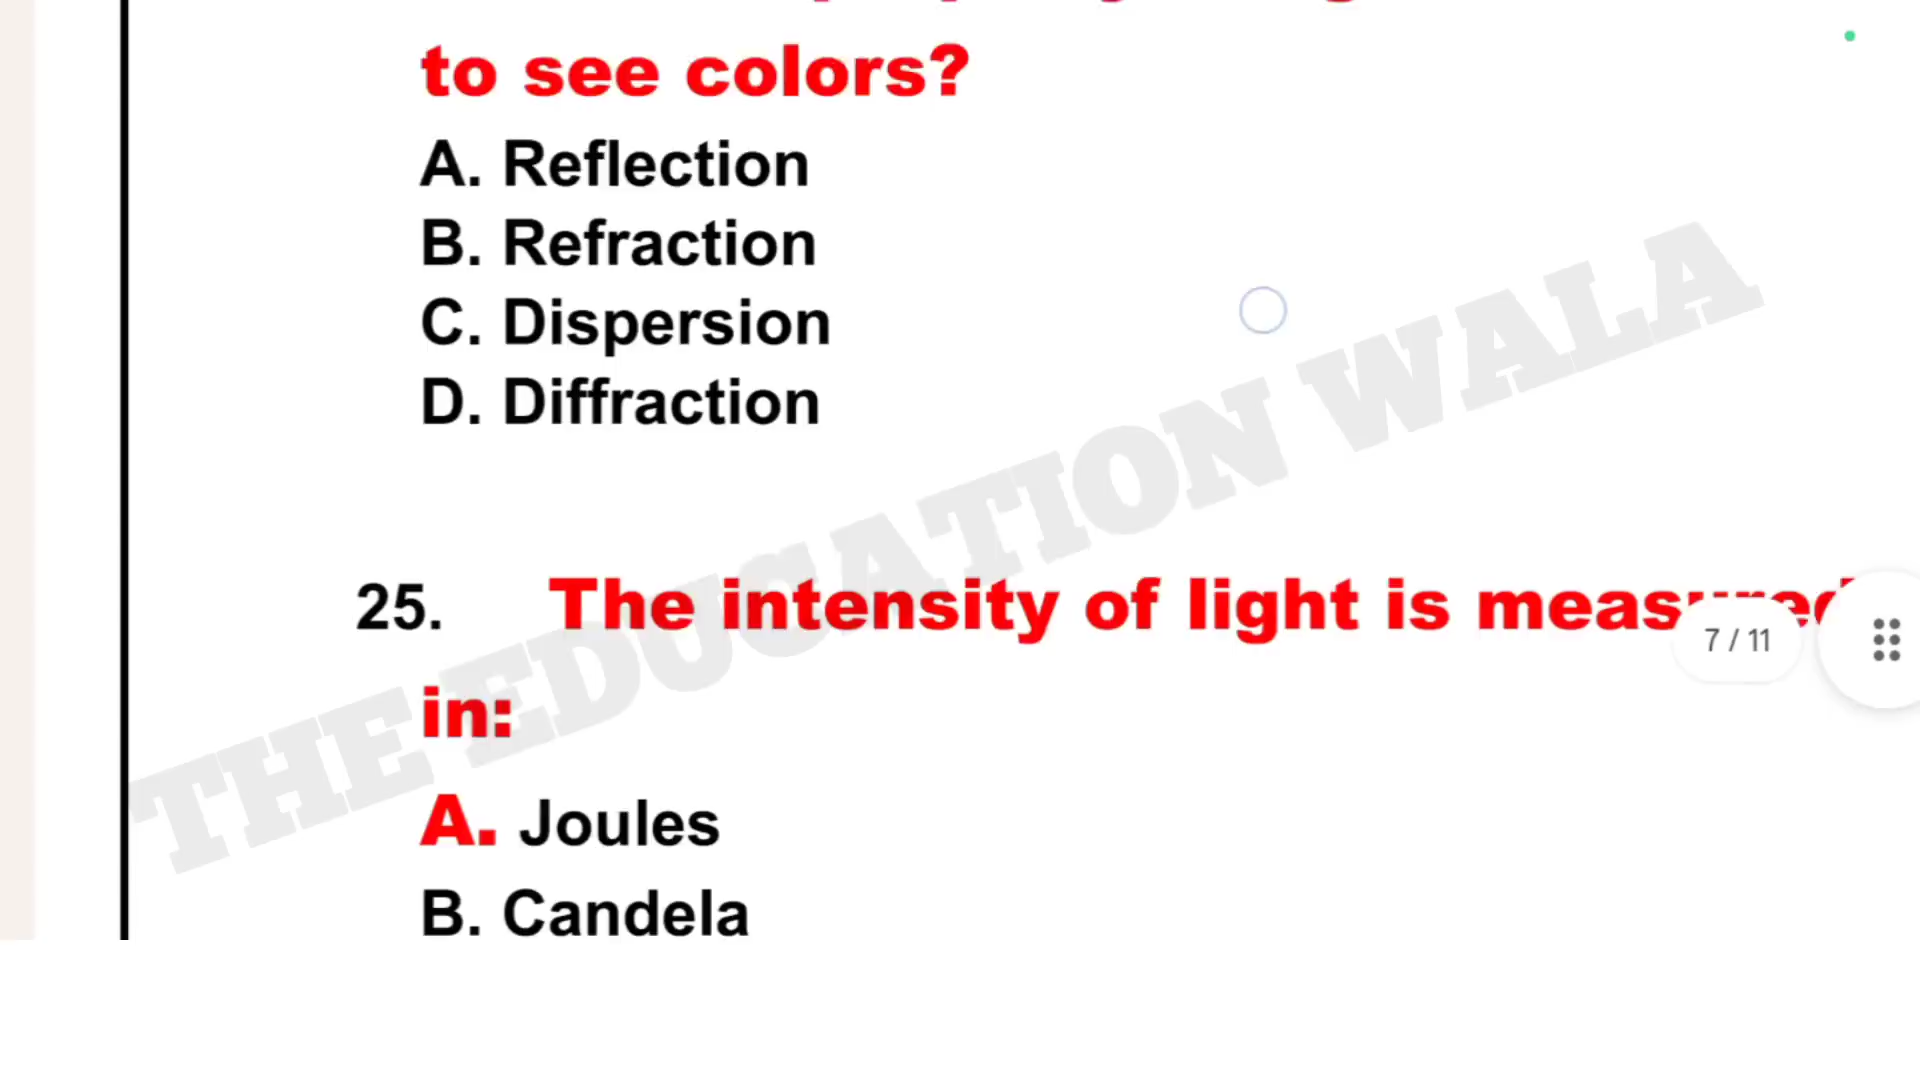 to see colors?
A. Reflection
B. Refraction
C. Dispersion
D. Diffraction
THE EDUCATION WALA
25. The intensity of light is measured
7 / 11
in:
A. Joules
B. Candela